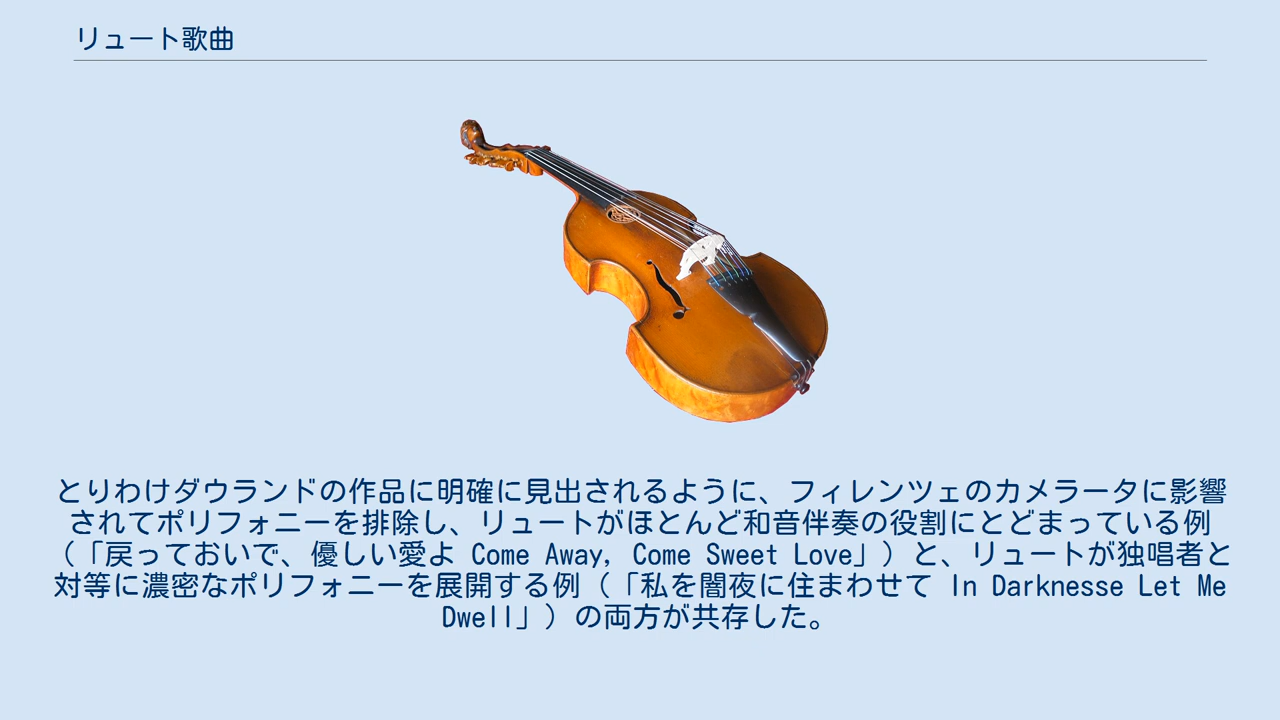 リュート歌曲
とりわけダウランドの作品に明確に見出されるように、フィレンツェのカメラータに影響
されてポリフォニーを排除し、リュートがほとんど和音伴奏の役割にとどまっている例
（「戻っておいで、優しい愛よ Come Away, Come Sweet Love」）と、リュートが独唱者と
対等に濃密なポリフォニーを展開する例（「私を闇夜に住まわせて In Darknesse Let Me
Dwell」）の両方が共存した。